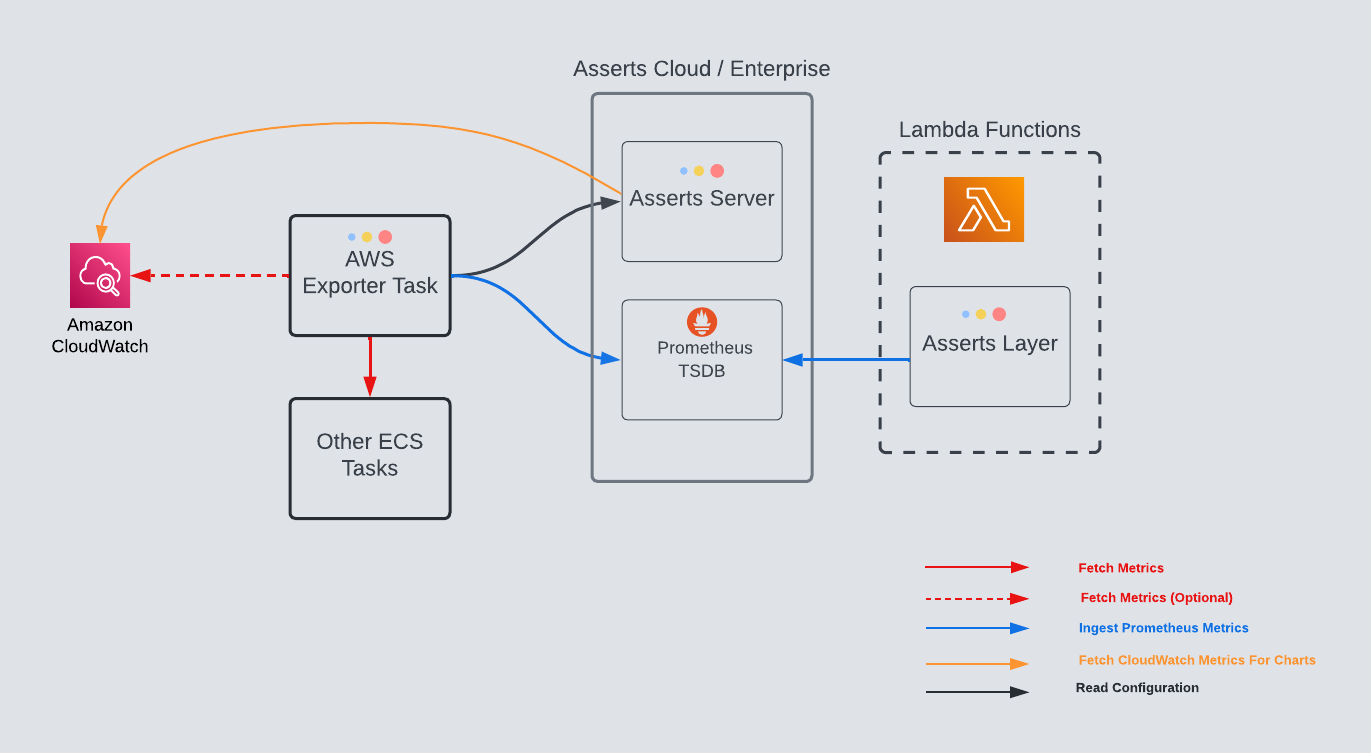 Asserts Cloud / Enterprise
Lambda Functions
Asserts Server
AWS
Exporter Task
Amazon
CloudWatch
Prometheus
TSDB
Asserts Layer
Other ECS
Tasks
Fetch Metrics
Fetch Metrics (Optional)
Ingest Prometheus Metrics
Fetch CloudWatch Metrics For Charts
Read Configuration